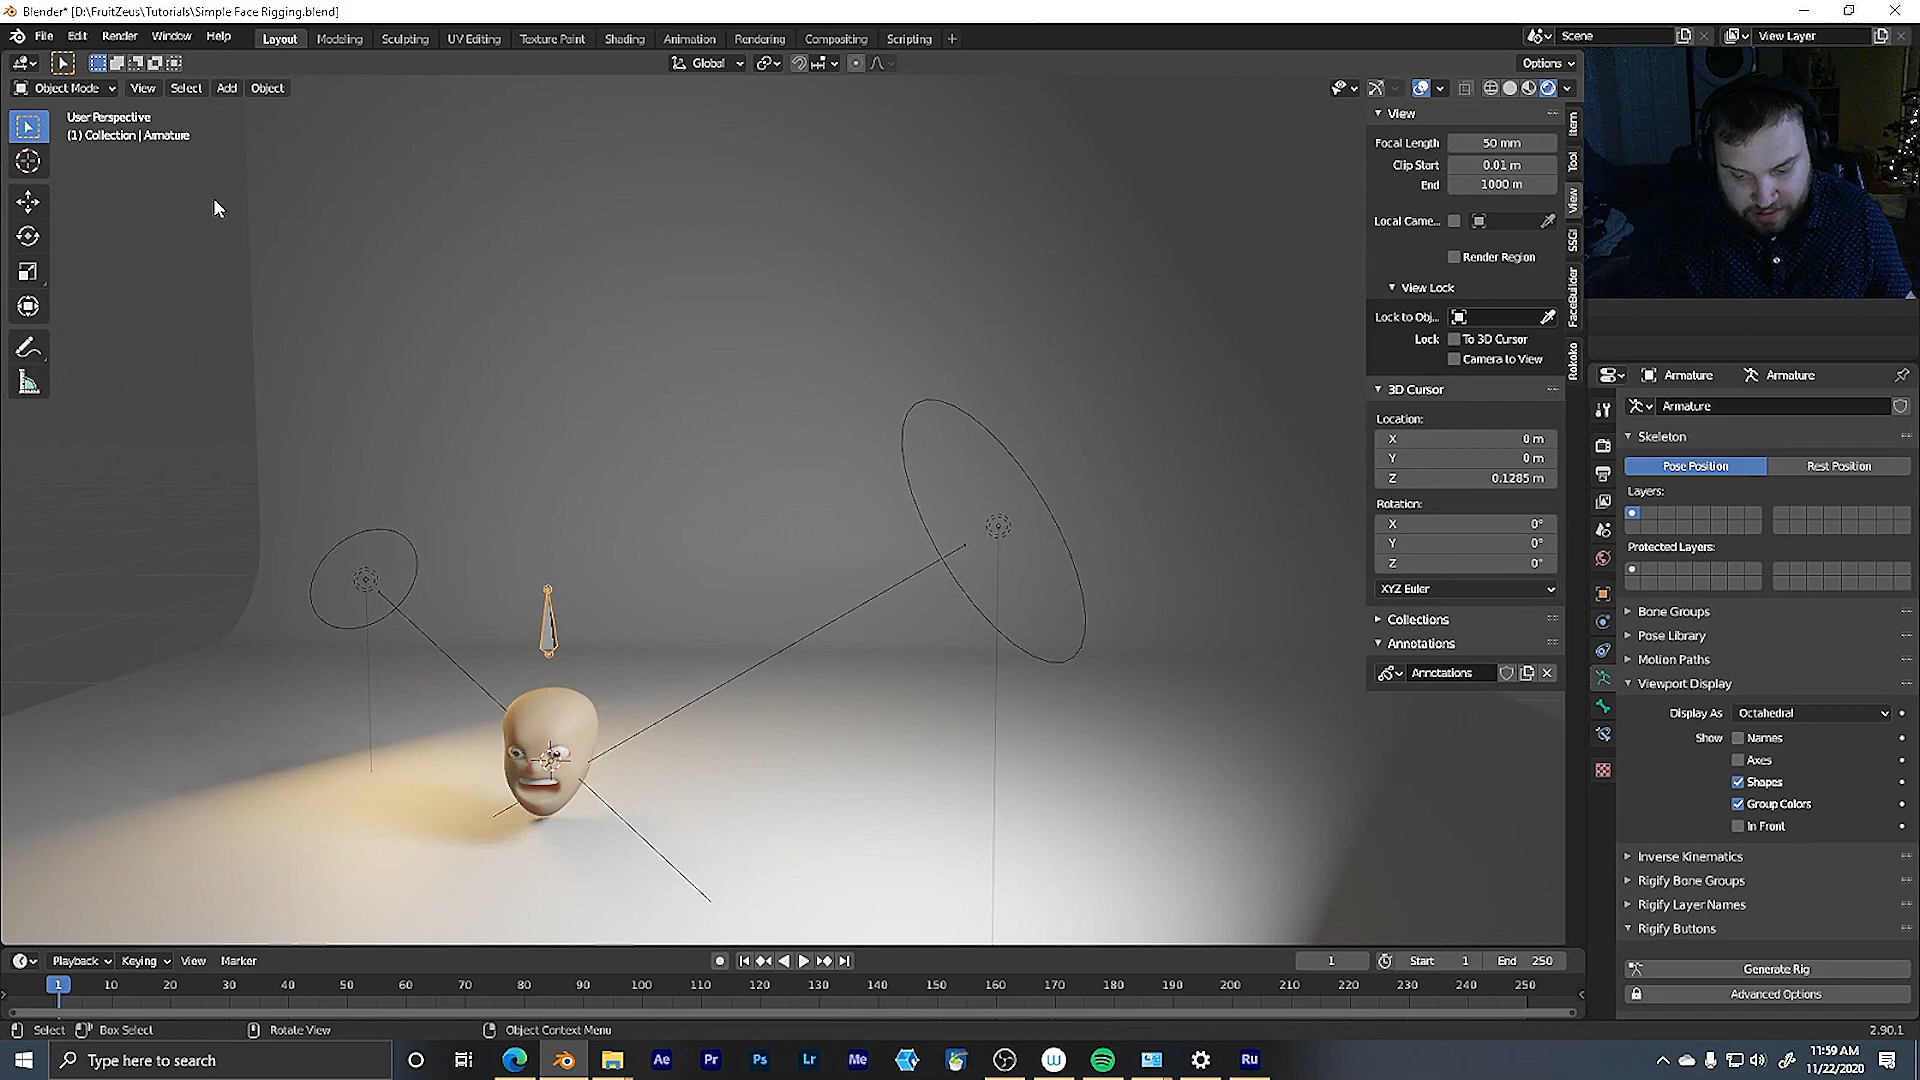 Blender* [D:\FruitZeus\Tutorials\Simple Face Rigging.blend]
File Edit Render Window Help Layout Modeling Sculpting UV Editing Texture Paint Shading Animation Rendering Compositing Scripting + Scene View Layer
Global Options
Object Mode View Select Add Object
User Perspective
(1) Collection | Armature
View
Focal Length 50 mm
Clip Start 0.01 m
End 1000 m
Local Came...
Render Region
View Lock
Lock to Obj...
Lock To 3D Cursor
Camera to View
3D Cursor
Location:
X 0 m
Y 0 m
Z 0.1285 m
Rotation:
X 0°
Y 0°
Z 0°
XYZ Euler
Collections
Annotations
Annotations
Item
Tool
View
SSGI
FaceBuilder
Rokoko
Armature Armature
Armature
Skeleton
Pose Position Rest Position
Layers:
Protected Layers:
Bone Groups
Pose Library
Motion Paths
Viewport Display
Display As Octahedral
Show Names
Axes
Shapes
Group Colors
In Front
Inverse Kinematics
Rigify Bone Groups
Rigify Layer Names
Rigify Buttons
Generate Rig
Advanced Options
Playback Keying View Marker 1 Start 1 End 250
1 10 20 30 40 50 60 70 80 90 100 110 120 130 140 150 160 170 180 190 200 210 220 230 240 250
Select Box Select Rotate View Object Context Menu 2.90.1
Type here to search Ae Pr Ps Lr Me W Ru 11:59 AM
11/22/2020